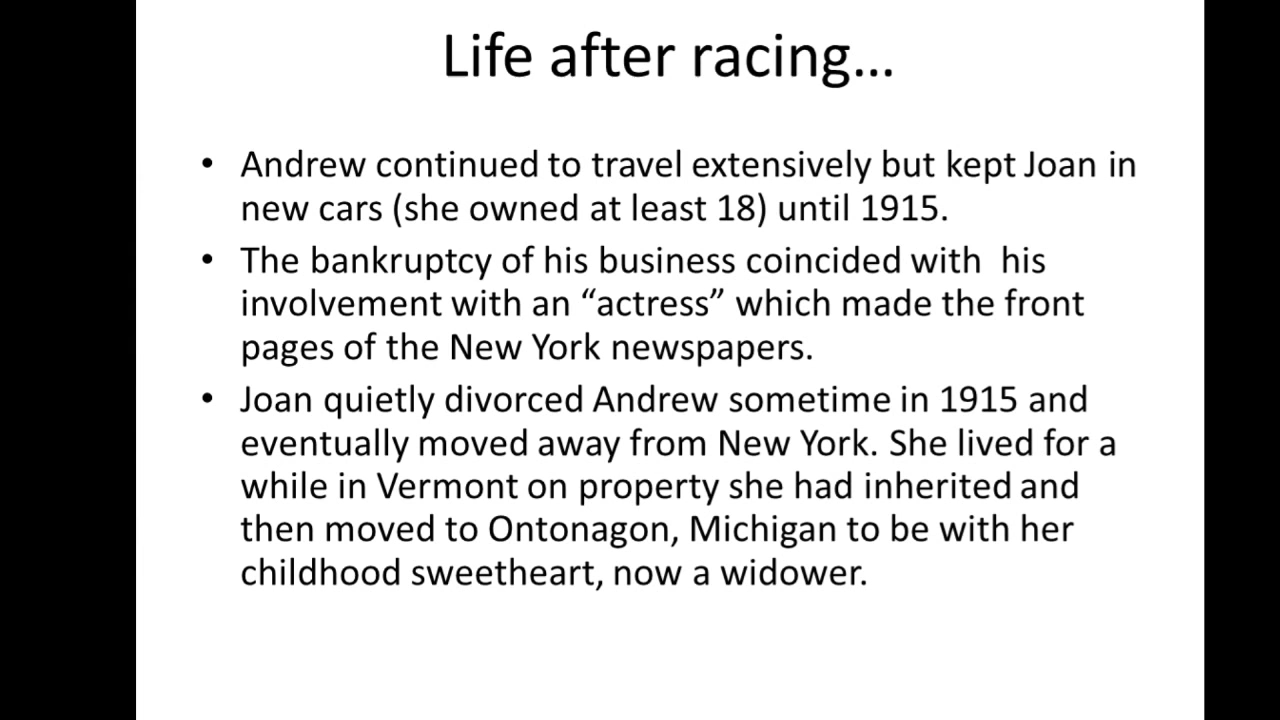 Life after racing...
• Andrew continued to travel extensively but kept Joan in
new cars (she owned at least 18) until 1915.
• The bankruptcy of his business coincided with  his
involvement with an “actress” which made the front
pages of the New York newspapers.
• Joan quietly divorced Andrew sometime in 1915 and
eventually moved away from New York. She lived for a
while in Vermont on property she had inherited and
then moved to Ontonagon, Michigan to be with her
childhood sweetheart, now a widower.